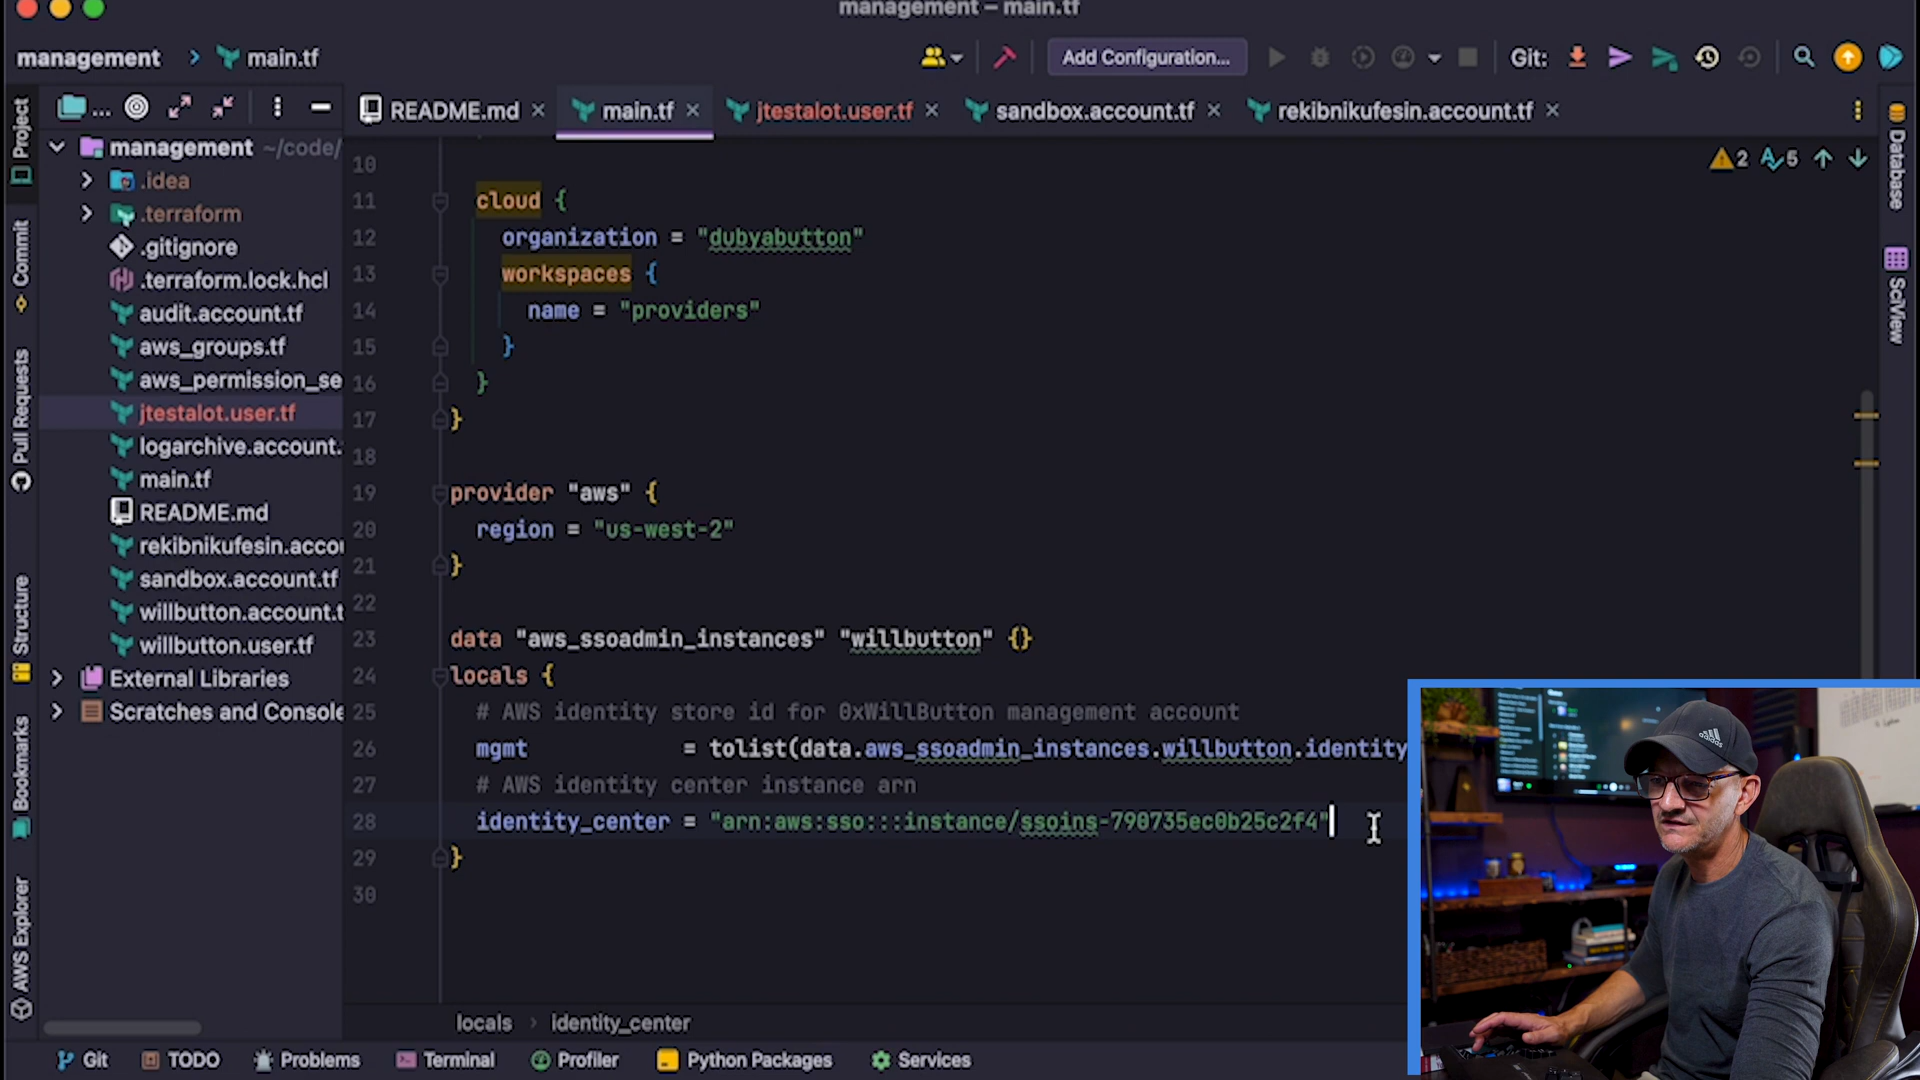 management – main.tf
management > main.tf
Add Configuration...
Git:
Project
...
README.md
main.tf
jtestalot.user.tf
sandbox.account.tf
rekibnikufesin.account.tf
management ~/code/
.idea
.terraform
.gitignore
.terraform.lock.hcl
audit.account.tf
aws_groups.tf
aws_permission_se
jtestalot.user.tf
logarchive.account.
main.tf
README.md
rekibnikufesin.accou
sandbox.account.tf
willbutton.account.t
willbutton.user.tf
External Libraries
Scratches and Console
Commit
Pull Requests
Structure
Bookmarks
AWS Explorer
2 5
Database
SciView
10
11 cloud {
12 organization = "dubyabutton"
13 workspaces {
14 name = "providers"
15 }
16 }
17 }
18
19 provider "aws" {
20 region = "us-west-2"
21 }
22
23 data "aws_ssoadmin_instances" "willbutton" {}
24 locals {
25 # AWS identity store id for 0xWillButton management account
26 mgmt = tolist(data.aws_ssoadmin_instances.willbutton.identity
27 # AWS identity center instance arn
28 identity_center = "arn:aws:sso:::instance/ssoins-790735ec0b25c2f4"
29 }
30
locals > identity_center
Git
TODO
Problems
Terminal
Profiler
Python Packages
Services